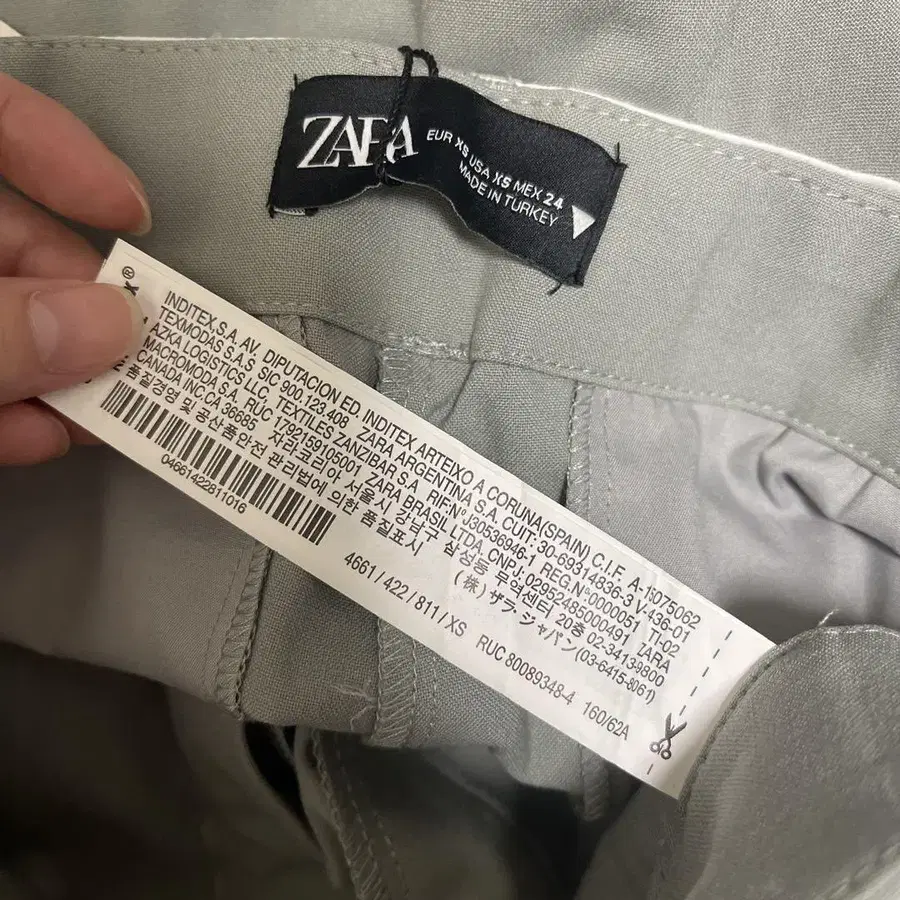 ZARA
EUR XS USA XS MEX 24
MADE IN TURKEY
INDITEX,S.A. AV. DIPUTACION ED. INDITEX ARTEIXO A CORUNA(SPAIN) C.I.F. A-15075062
TEXMODAS S.A.S SIC 900.123.408 ZARA ARGENTINA S.A. CUIT. 30-69314636-3 V-436-01
AZKA LOGISTICS LLC, TEXTILES ZANZIBAR S.A. RIF:Nº J30536946-1 REG.Nº0000051 TI-02
MACROMODA S.A. RUC 1792159105001 ZARA BRASIL LTDA. CNPJ 02952485000491 ZARA
CANADA INC.CA 36685 자라코리아 서울시 강남구 삼성동 무역센터 20층 02-3413-9800
품질경영 및 공산품안전 관리법에 의한 품질표시 (株) ザラ・ジャパン(03-6415-8061)
04661422811016
4661/422/811/XS RUC 80089348-4 160/62A